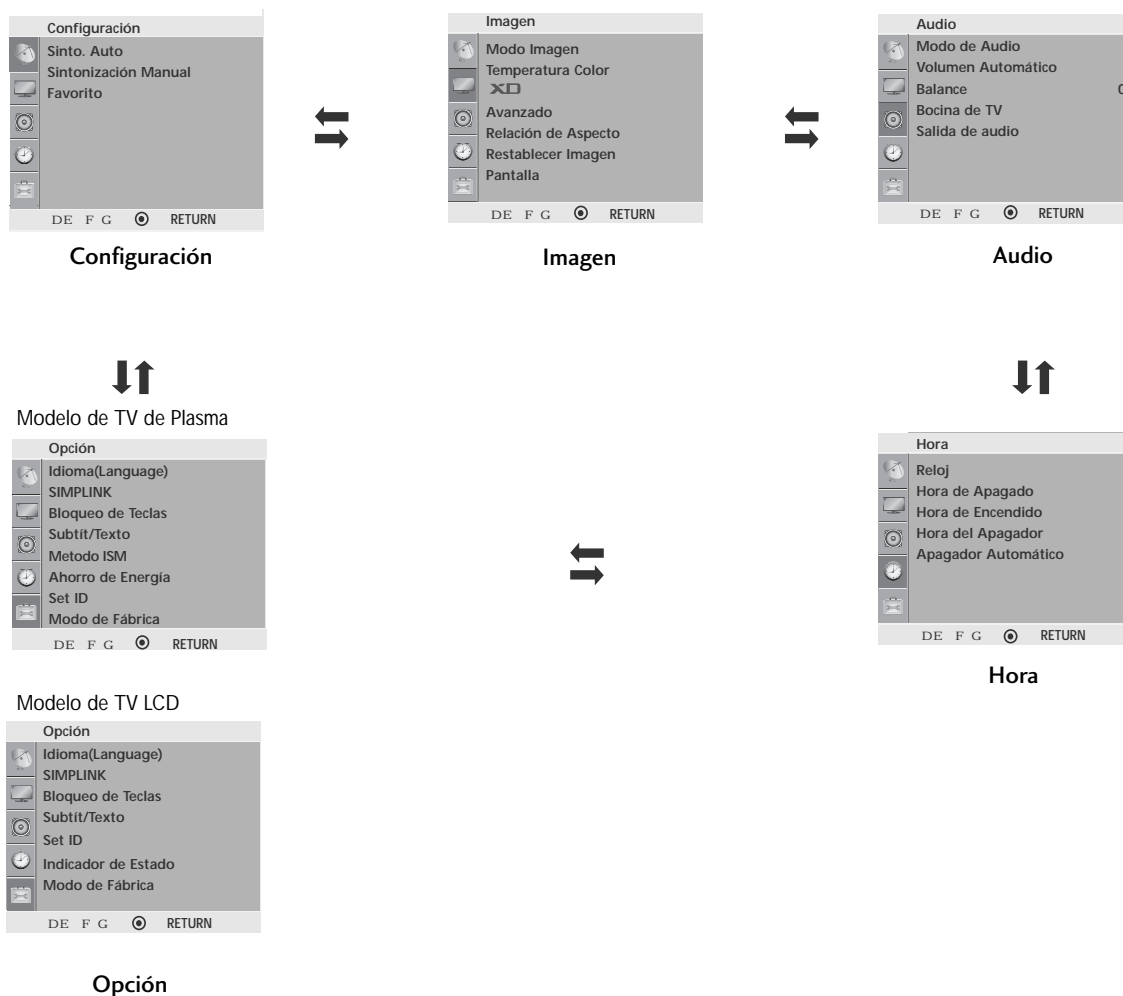 Configuración
Sinto. Auto
Sintonización Manual
Favorito
DE F G RETURN
Configuración
Imagen
Modo Imagen
Temperatura Color
XD
Avanzado
Relación de Aspecto
Restablecer Imagen
Pantalla
DE F G RETURN
Imagen
Audio
Modo de Audio
Volumen Automático
Balance 0
Bocina de TV
Salida de audio
DE F G RETURN
Audio
Modelo de TV de Plasma
Opción
Idioma(Language)
SIMPLINK
Bloqueo de Teclas
Subtít/Texto
Metodo ISM
Ahorro de Energía
Set ID
Modo de Fábrica
DE F G RETURN
Hora
Reloj
Hora de Apagado
Hora de Encendido
Hora del Apagador
Apagador Automático
DE F G RETURN
Hora
Modelo de TV LCD
Opción
Idioma(Language)
SIMPLINK
Bloqueo de Teclas
Subtít/Texto
Set ID
Indicador de Estado
Modo de Fábrica
DE F G RETURN
Opción